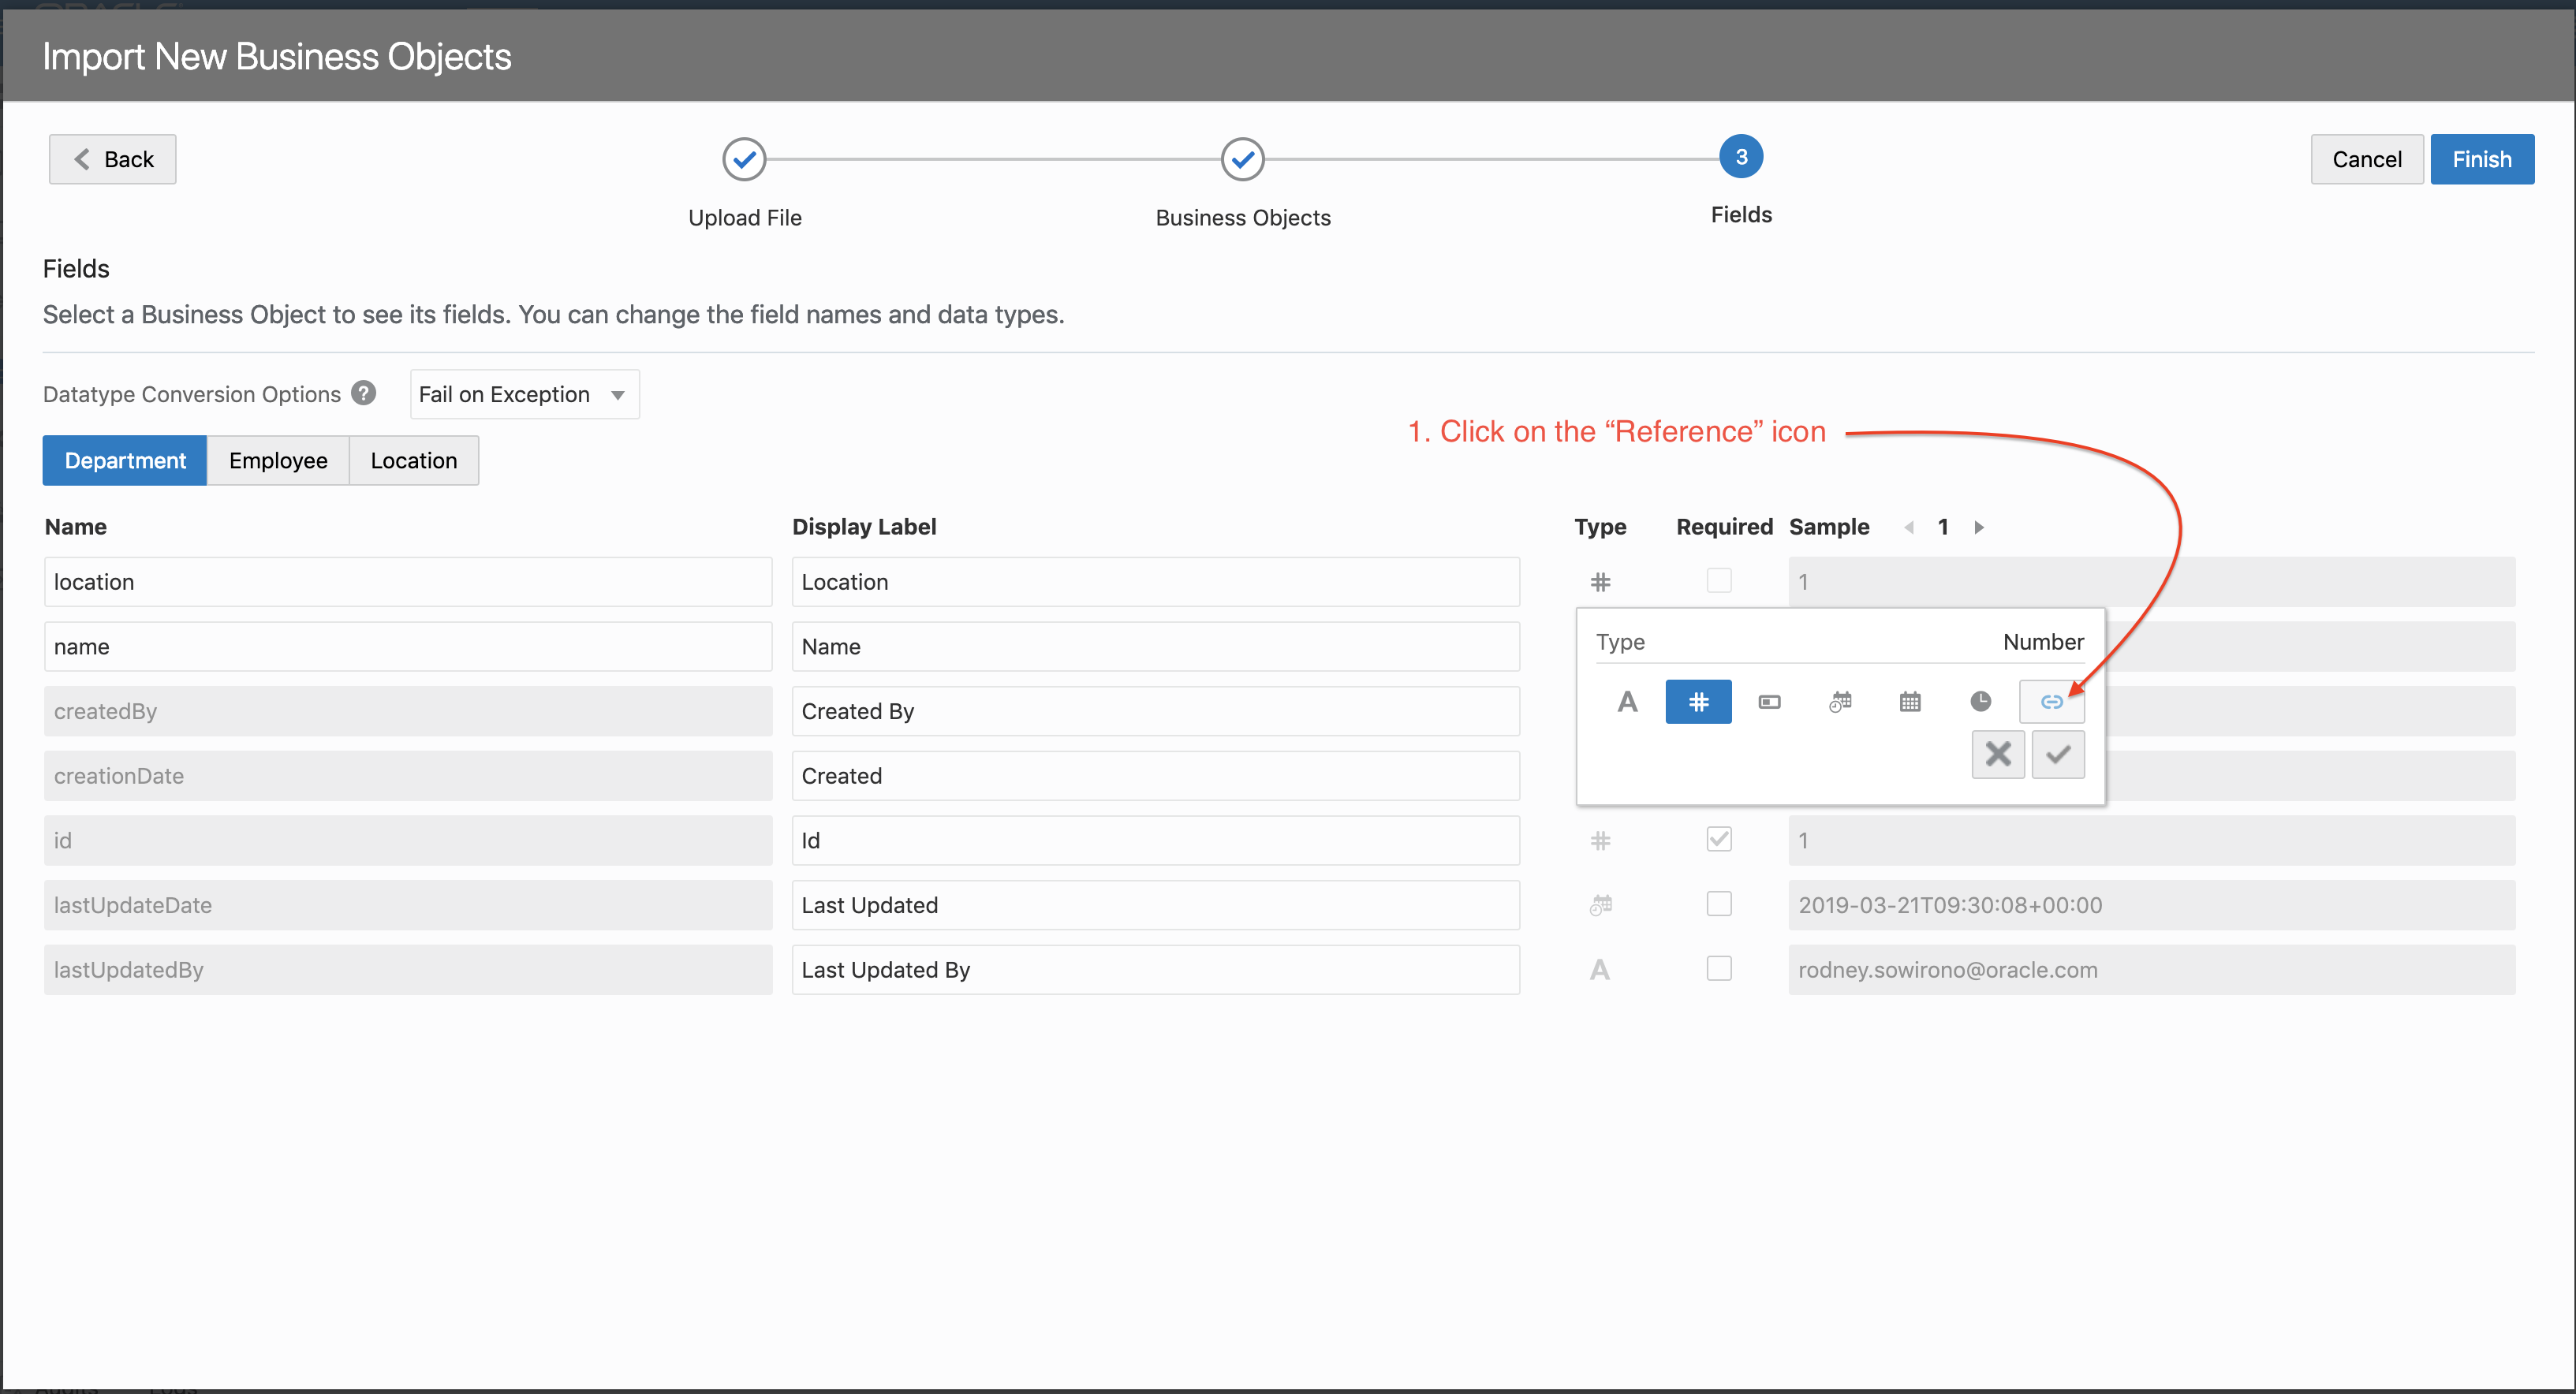 Import New Business Objects
Back
3
Cancel
Finish
Upload File
Business Objects
Fields
Fields
Select a Business Object to see its fields. You can change the field names and data types.
Datatype Conversion Options ?
Fail on Exception
1. Click on the “Reference” icon
Department
Employee
Location
Name
Display Label
Type
Required
Sample
1
location
Location
#
1
name
Name
Type
Number
A
#
createdBy
Created By
creationDate
Created
id
Id
#
1
lastUpdateDate
Last Updated
2019-03-21T09:30:08+00:00
lastUpdatedBy
Last Updated By
A
rodney.sowirono@oracle.com